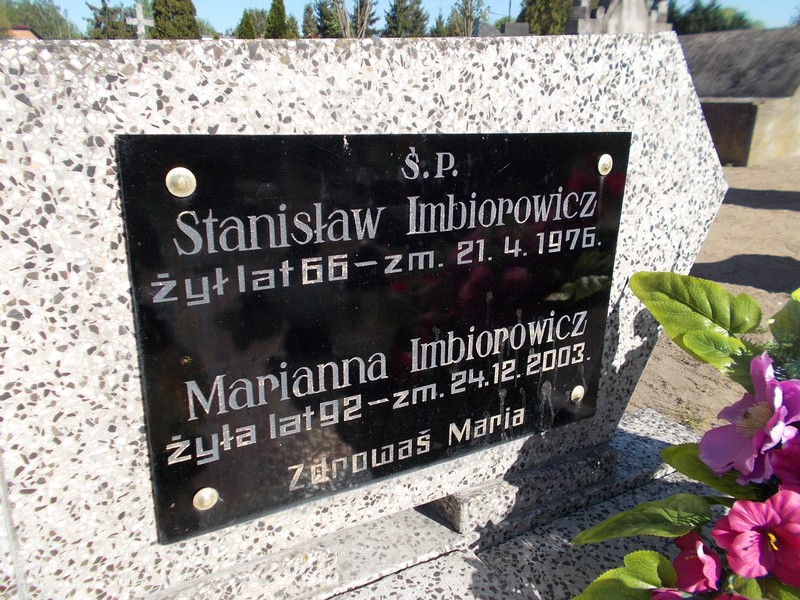 Ś.P.
Stanisław Imbiorowicz
żył lat 66 – zm. 21. 4. 1976.
Marianna Imbiorowicz
żyła lat 92 – zm. 24.12. 2003.
Zdrowaś Maria